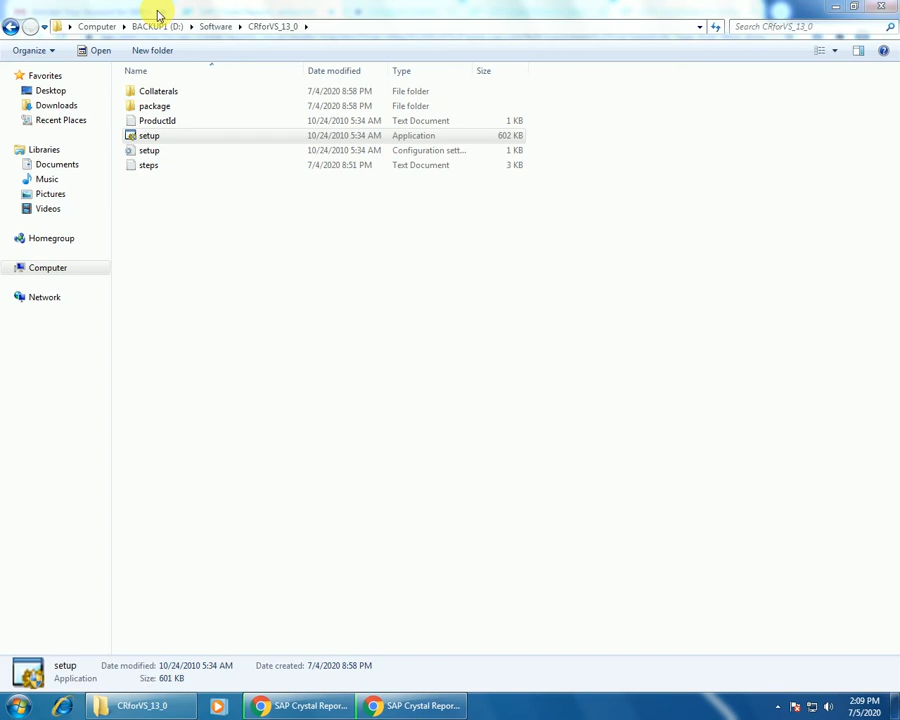 Computer BACKUP1 (D:) Software CRforVS_13_0
Search CRforVS_13_0
Organize Open New folder
Name Date modified Type Size
Favorites
Desktop
Downloads
Recent Places
Libraries
Documents
Music
Pictures
Videos
Homegroup
Computer
Network
Collaterals 7/4/2020 8:58 PM File folder
package 7/4/2020 8:58 PM File folder
ProductId 10/24/2010 5:34 AM Text Document 1 KB
setup 10/24/2010 5:34 AM Application 602 KB
setup 10/24/2010 5:34 AM Configuration sett... 1 KB
steps 7/4/2020 8:51 PM Text Document 3 KB
setup Date modified: 10/24/2010 5:34 AM Date created: 7/4/2020 8:58 PM
Application Size: 601 KB
CRforVS_13_0 SAP Crystal Repor... SAP Crystal Repor...
2:09 PM
7/5/2020